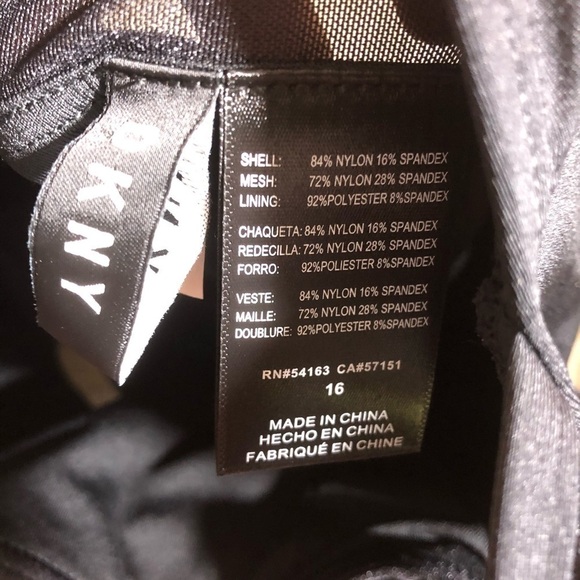 DKNY
SHELL: 84% NYLON 16% SPANDEX
MESH: 72% NYLON 28% SPANDEX
LINING: 92%POLYESTER 8%SPANDEX
CHAQUETA: 84% NYLON 16% SPANDEX
REDECILLA: 72% NYLON 28% SPANDEX
FORRO: 92%POLIESTER 8%SPANDEX
VESTE: 84% NYLON 16% SPANDEX
MAILLE: 72% NYLON 28% SPANDEX
DOUBLURE: 92%POLYESTER 8%SPANDEX
RN#54163 CA#57151
16
MADE IN CHINA
HECHO EN CHINA
FABRIQUÉ EN CHINE